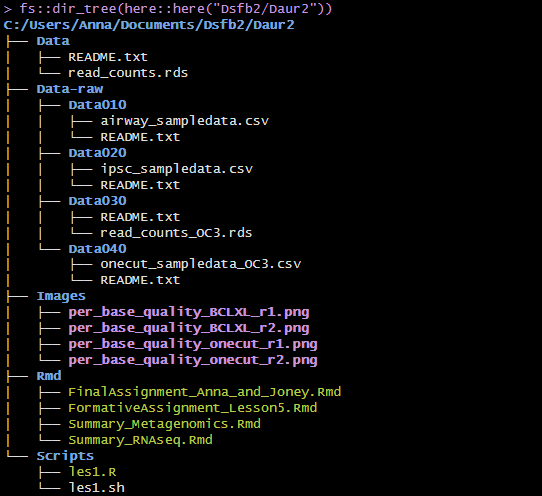 > fs::dir_tree(here::here("Dsfb2/Daur2"))
C:/Users/Anna/Documents/Dsfb2/Daur2
├── Data
│   ├── README.txt
│   └── read_counts.rds
├── Data-raw
│   ├── Data010
│   │   ├── airway_sampledata.csv
│   │   └── README.txt
│   ├── Data020
│   │   ├── ipsc_sampledata.csv
│   │   └── README.txt
│   ├── Data030
│   │   ├── README.txt
│   │   └── read_counts_OC3.rds
│   └── Data040
│       ├── onecut_sampledata_OC3.csv
│       └── README.txt
├── Images
│   ├── per_base_quality_BCLXL_r1.png
│   ├── per_base_quality_BCLXL_r2.png
│   ├── per_base_quality_onecut_r1.png
│   └── per_base_quality_onecut_r2.png
├── Rmd
│   ├── FinalAssignment_Anna_and_Joney.Rmd
│   ├── FormativeAssignment_Lesson5.Rmd
│   ├── Summary_Metagenomics.Rmd
│   └── Summary_RNAseq.Rmd
└── Scripts
    ├── les1.R
    └── les1.sh